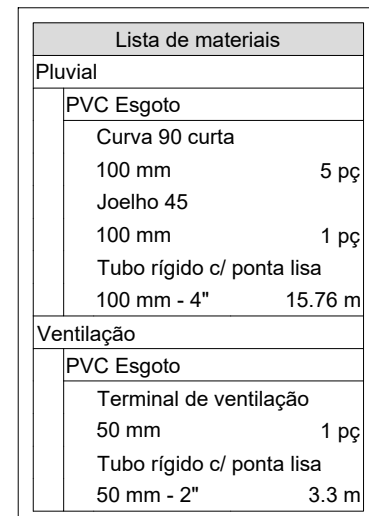 Lista de materiais
Pluvial
PVC Esgoto
Curva 90 curta
100 mm 5 pç
Joelho 45
100 mm 1 pç
Tubo rígido c/ ponta lisa
100 mm - 4" 15.76 m
Ventilação
PVC Esgoto
Terminal de ventilação
50 mm 1 pç
Tubo rígido c/ ponta lisa
50 mm - 2" 3.3 m